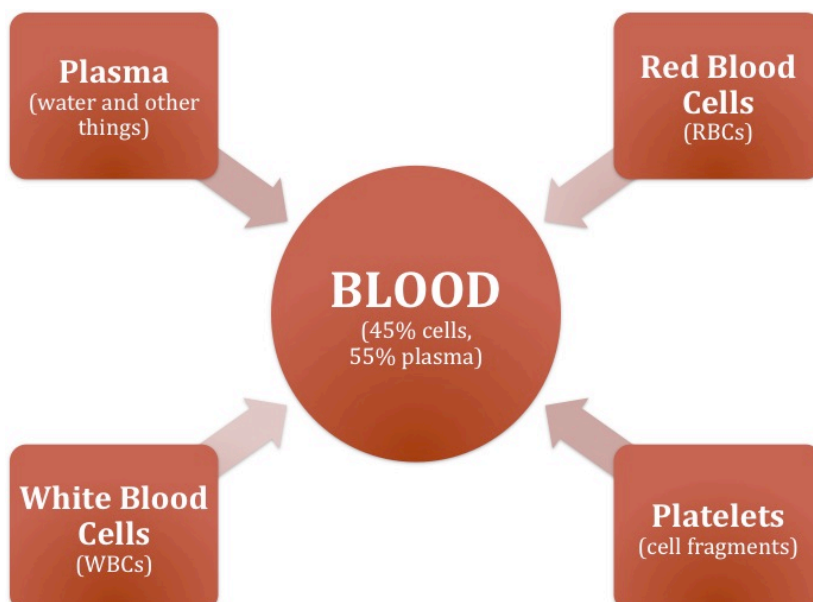 Plasma
(water and other
things)
Red Blood
Cells
(RBCs)
BLOOD
(45% cells,
55% plasma)
White Blood
Cells
(WBCs)
Platelets
(cell fragments)